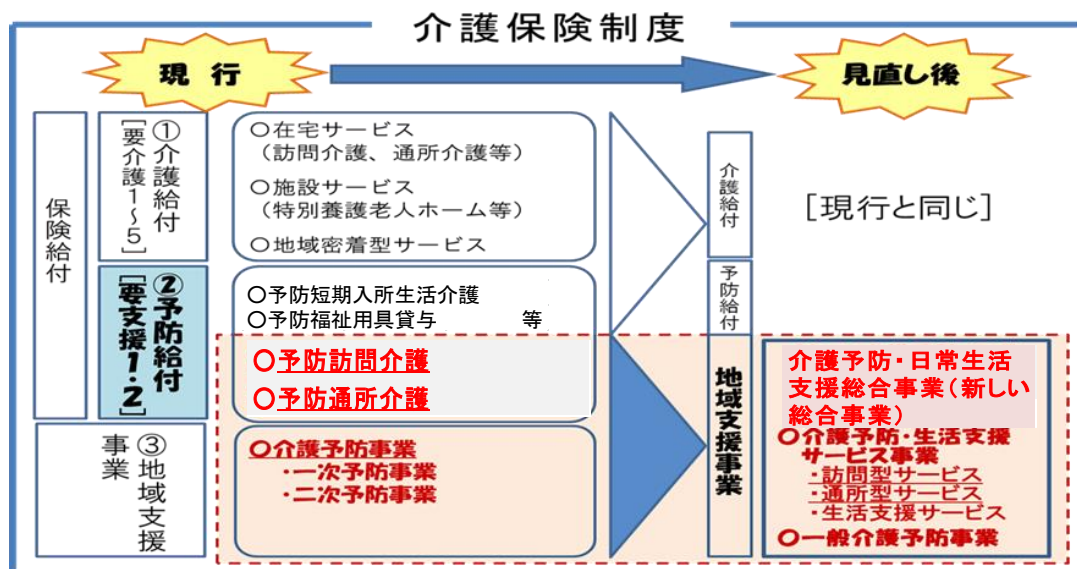 介護保険制度
現 行
見直し後
保険給付
①介護給付
[要介護1~5]
〇在宅サービス
(訪問介護、通所介護等)
〇施設サービス
(特別養護老人ホーム等)
〇地域密着型サービス
介護給付
[現行と同じ]
②予防給付
[要支援1・2]
〇予防短期入所生活介護
〇予防福祉用具貸与 等
〇予防訪問介護
〇予防通所介護
予防給付
③地域支援
事業
〇介護予防事業
・一次予防事業
・二次予防事業
地域支援事業
介護予防・日常生活
支援総合事業(新しい
総合事業)
〇介護予防・生活支援
サービス事業
・訪問型サービス
・通所型サービス
・生活支援サービス
〇一般介護予防事業